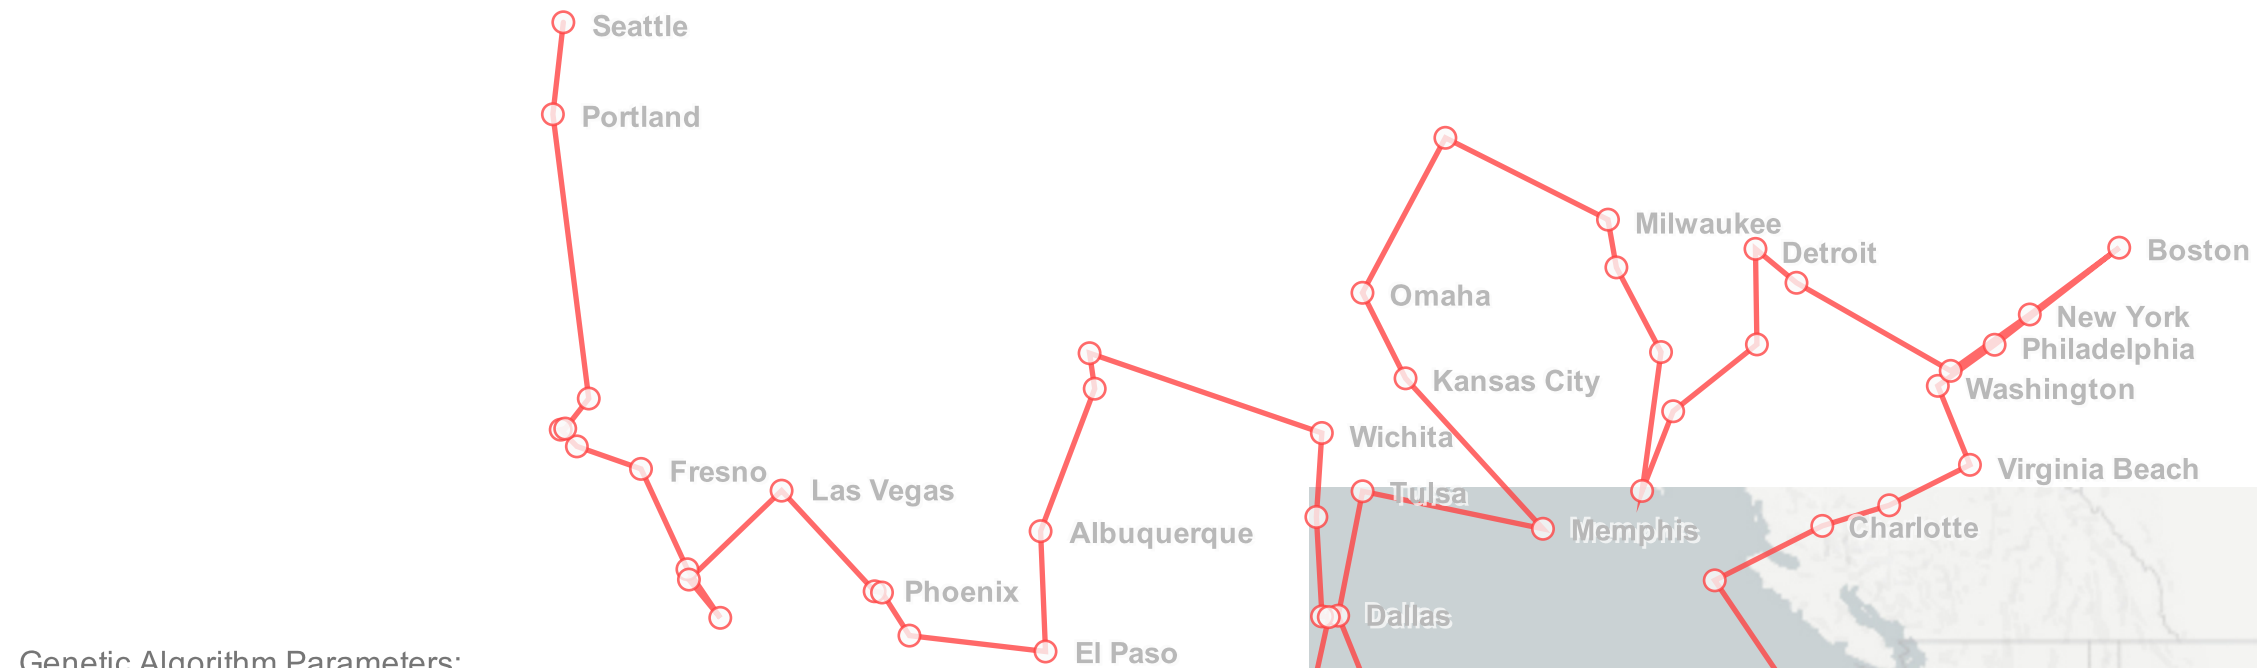 Seattle
Portland
Milwaukee
Detroit
Boston
Omaha
New York
Philadelphia
Kansas City
Washington
Wichita
Fresno
Virginia Beach
Las Vegas
Tulsa
Albuquerque
Memphis
Charlotte
Phoenix
Dallas
El Paso
Genetic Algorithm Parameters: